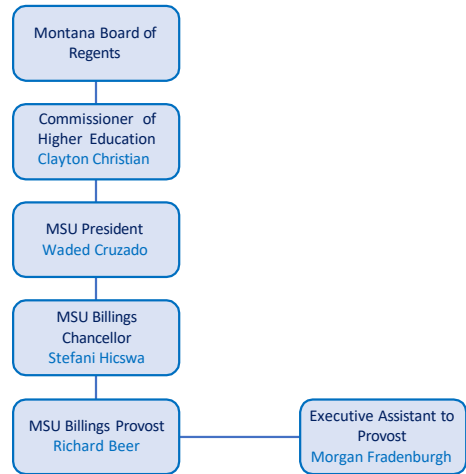 Montana Board of
Regents
Commissioner of
Higher Education
Clayton Christian
MSU President
Waded Cruzado
MSU Billings
Chancellor
Stefani Hicswa
MSU Billings Provost
Richard Beer
Executive Assistant to
Provost
Morgan Fradenburgh